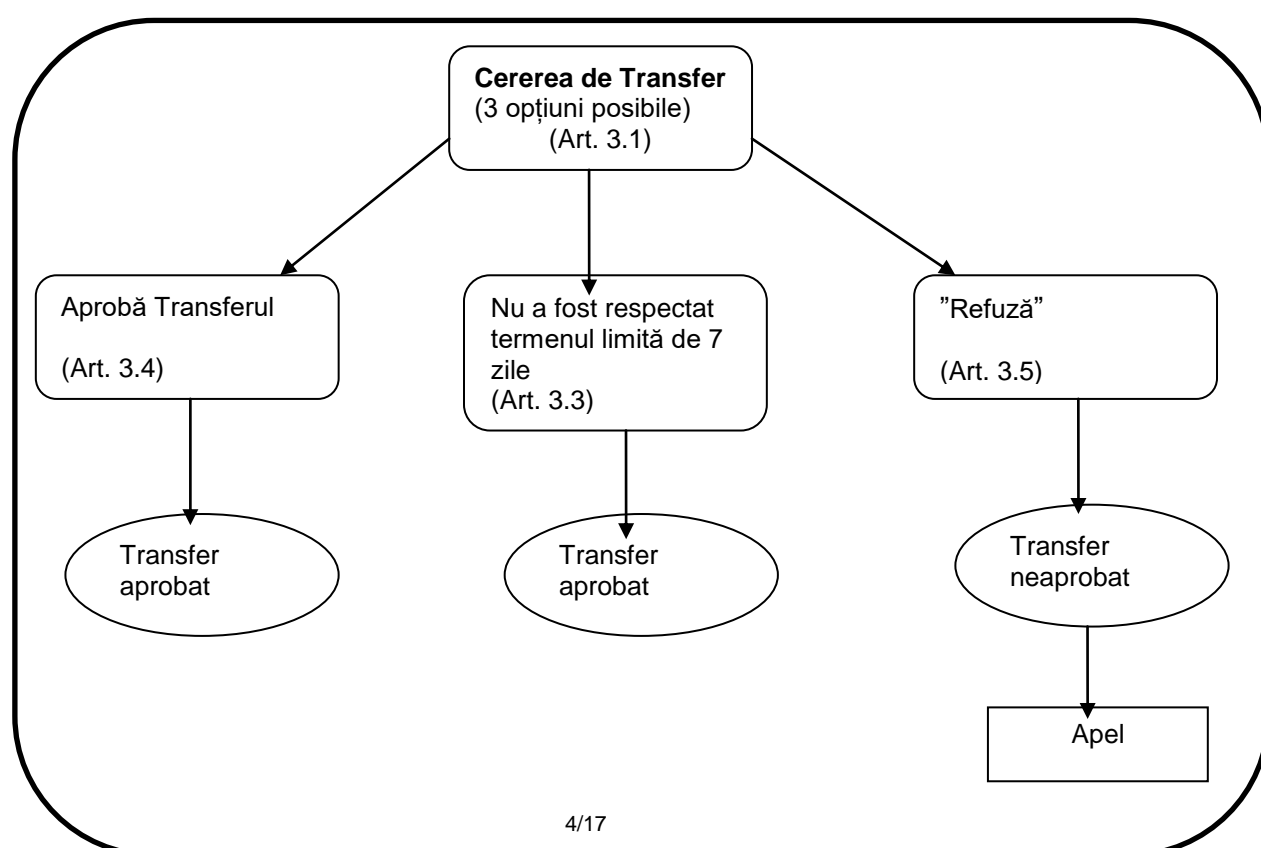 Cererea de Transfer
(3 opțiuni posibile)
(Art. 3.1)
Aprobă Transferul
(Art. 3.4)
Nu a fost respectat
termenul limită de 7
zile
(Art. 3.3)
”Refuză”
(Art. 3.5)
Transfer
aprobat
Transfer
aprobat
Transfer
neaprobat
Apel
4/17